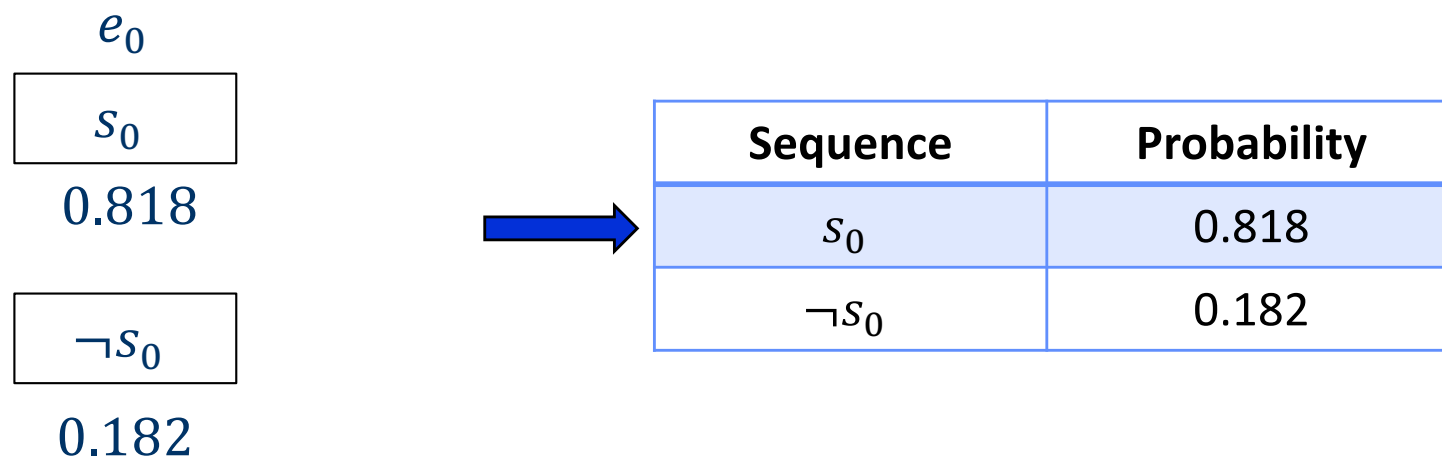 e₀
s₀
0.818
¬s₀
0.182
Sequence Probability
s₀ 0.818
¬s₀ 0.182